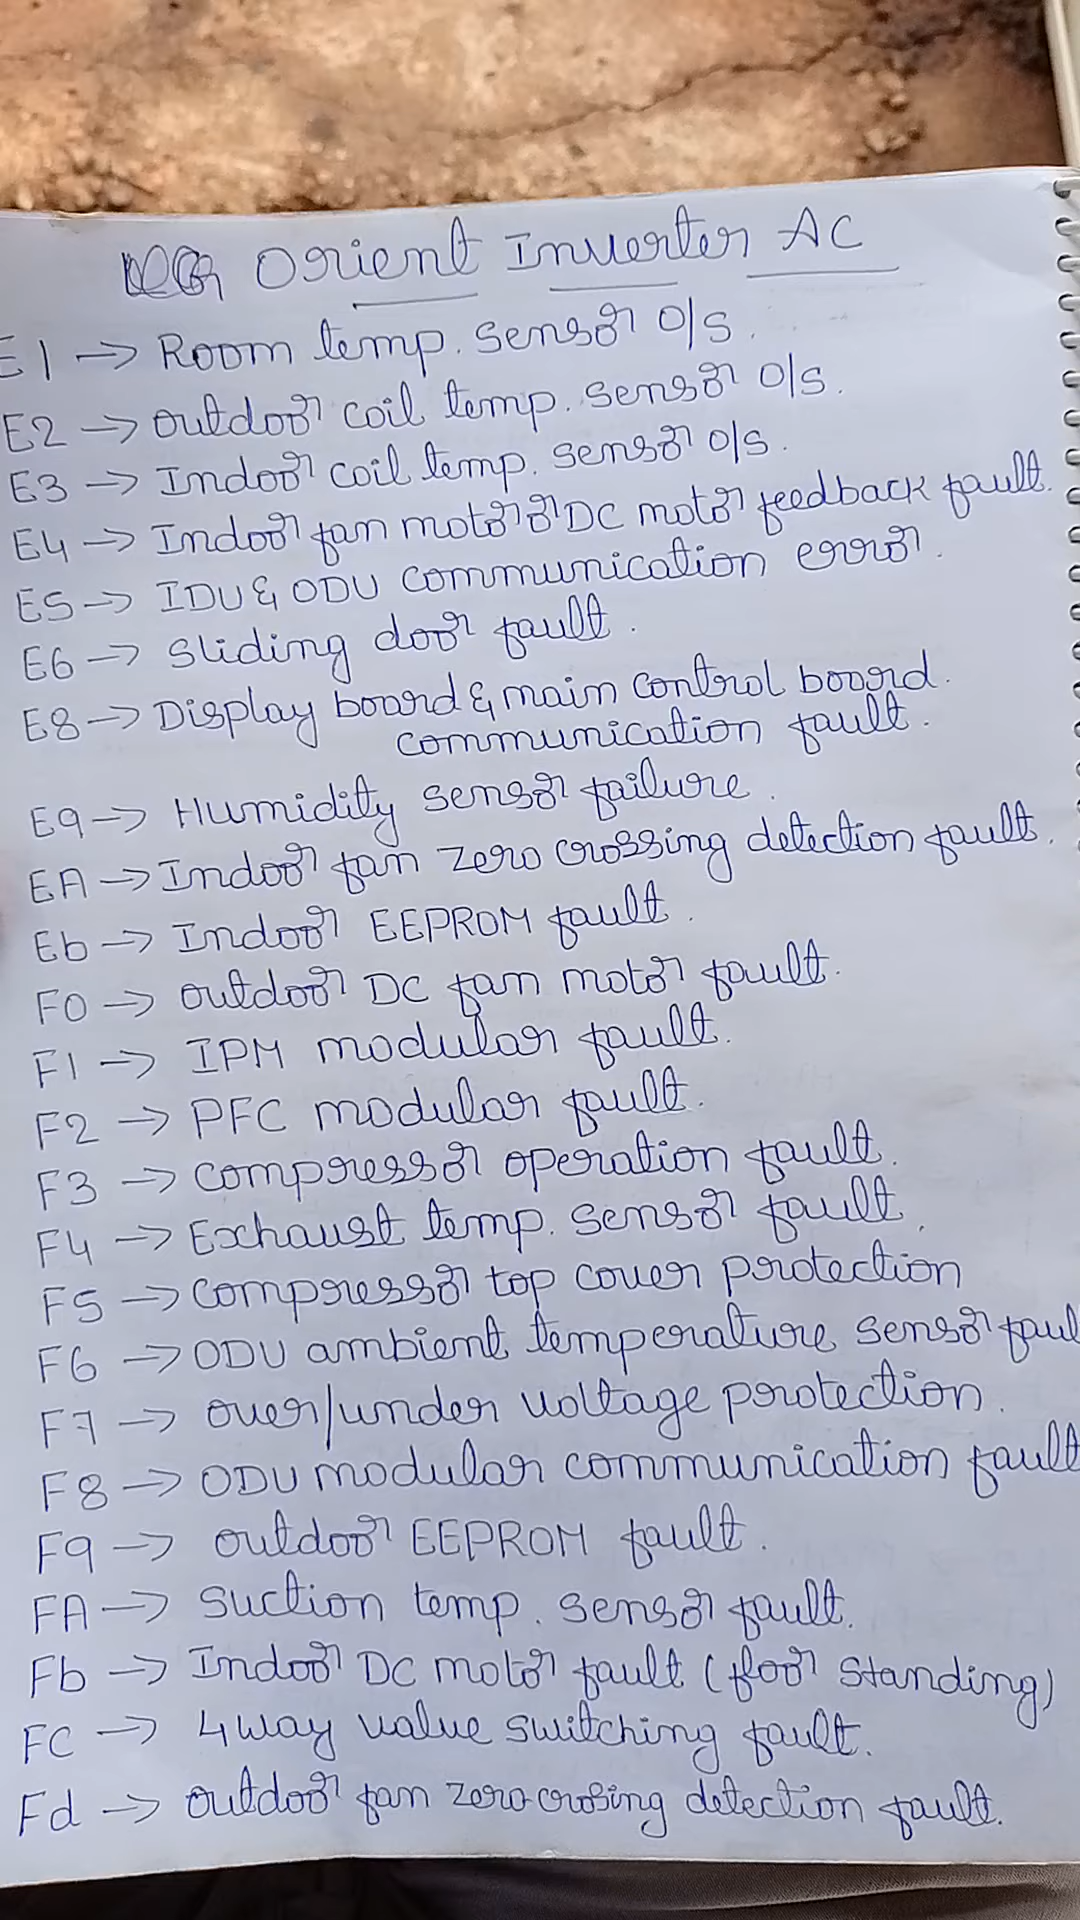 Orient Inverter AC
E1 → Room temp. sensor o/s.
E2 → outdoor coil temp. sensor o/s.
E3 → Indoor coil temp. sensor o/s.
E4 → Indoor fan motor or DC motor feedback fault.
E5 → IDU & ODU communication error.
E6 → Sliding door fault.
E8 → Display board & main control board.
communication fault.
E9 → Humidity sensor failure.
EA → Indoor fan zero crossing detection fault.
Eb → Indoor EEPROM fault.
F0 → outdoor DC fan motor fault.
F1 → IPM modular fault.
F2 → PFC modular fault.
F3 → compressor operation fault.
F4 → Exhaust temp. sensor fault.
F5 → compressor top cover protection
F6 → ODU ambient temperature sensor faul
F7 → over/under voltage protection.
F8 → ODU modular communication fault
F9 → outdoor EEPROM fault.
FA → suction temp. sensor fault.
Fb → Indoor DC motor fault (floor standing)
FC → 4 way value switching fault.
Fd → outdoor fan zero crosing detection fault.